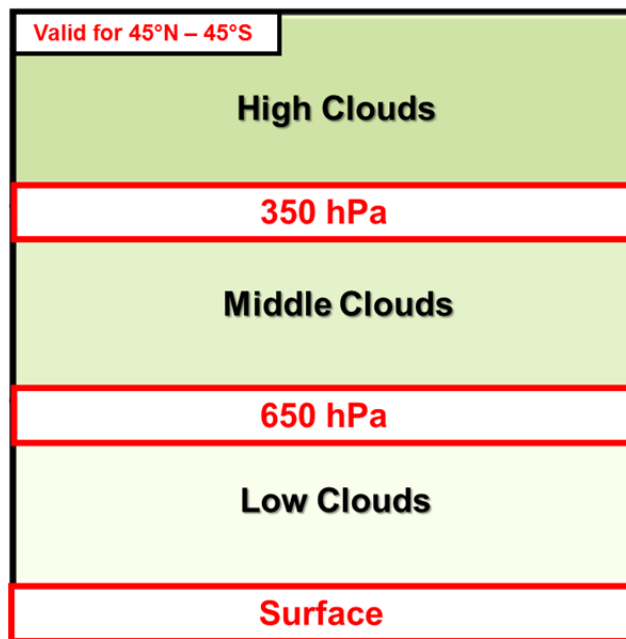 Valid for 45°N – 45°S
High Clouds
350 hPa
Middle Clouds
650 hPa
Low Clouds
Surface